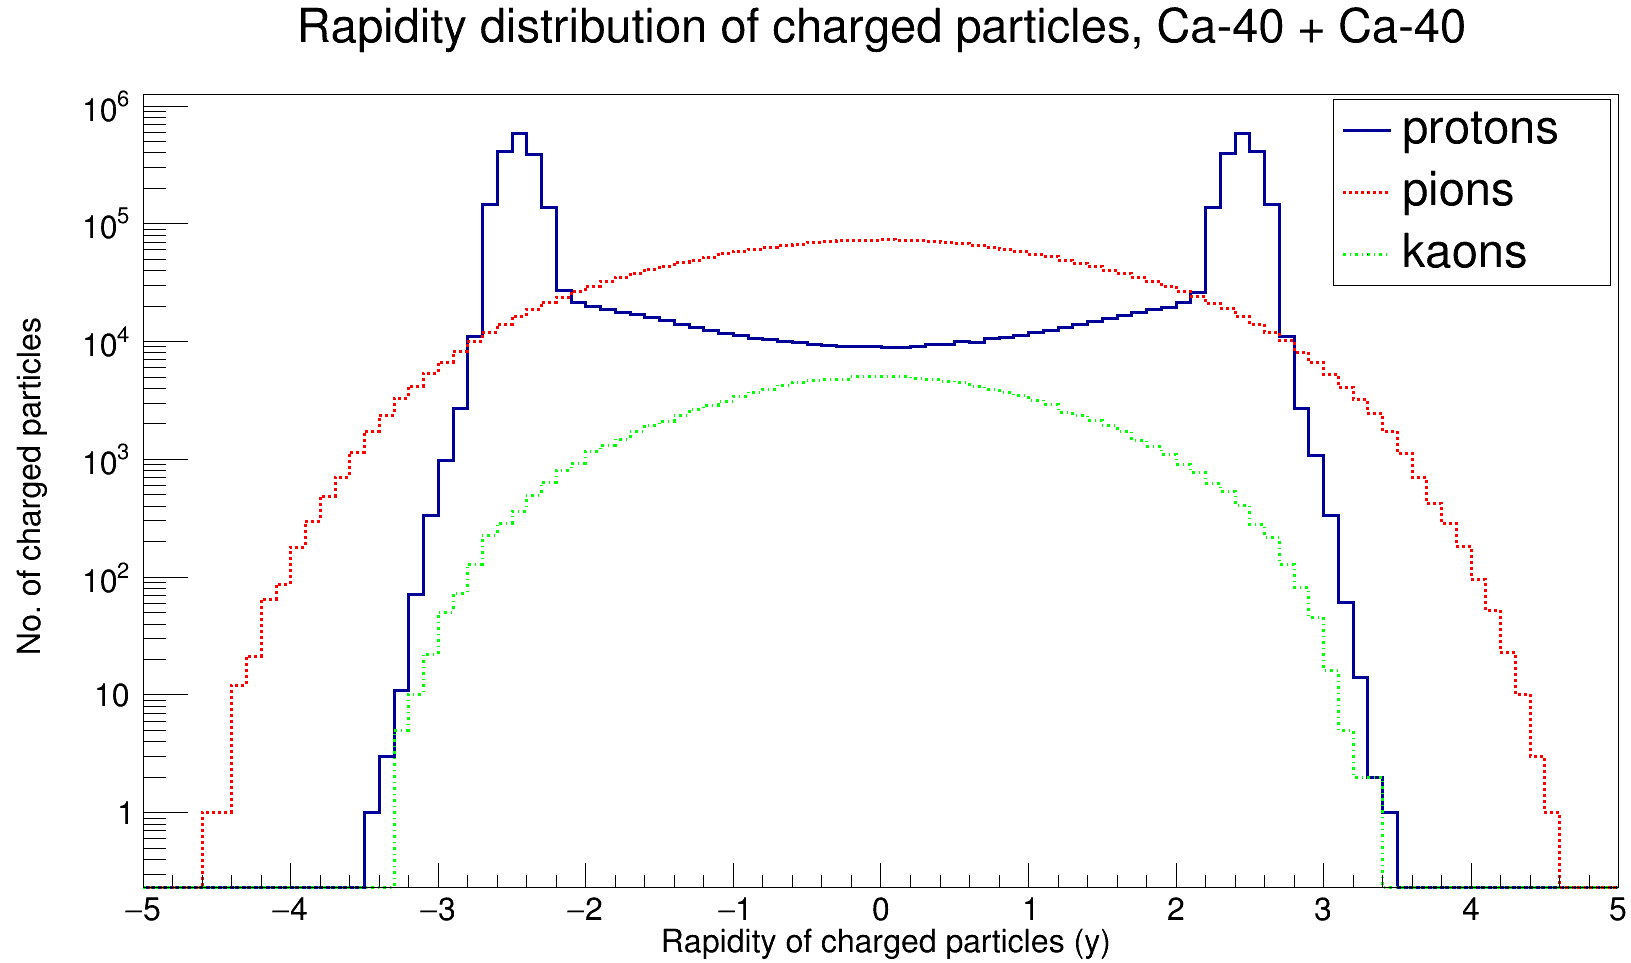 Rapidity distribution of charged particles, Ca-40 + Ca-40
protons
pions
kaons
No. of charged particles
10^6
10^5
10^4
10^3
10^2
10
1
−5 −4 −3 −2 −1 0 1 2 3 4 5
Rapidity of charged particles (y)